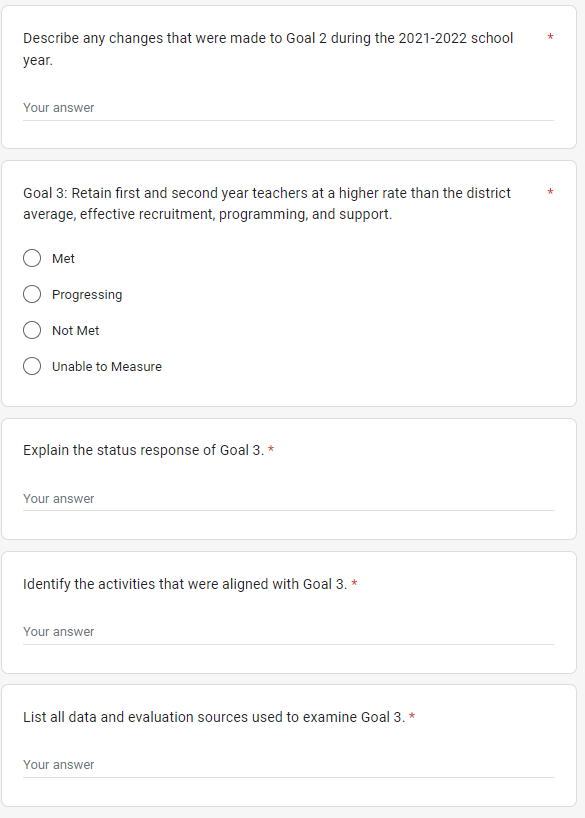 Describe any changes that were made to Goal 2 during the 2021-2022 school *
year.
Your answer
Goal 3: Retain first and second year teachers at a higher rate than the district *
average, effective recruitment, programming, and support.
Met
Progressing
Not Met
Unable to Measure
Explain the status response of Goal 3. *
Your answer
Identify the activities that were aligned with Goal 3. *
Your answer
List all data and evaluation sources used to examine Goal 3. *
Your answer